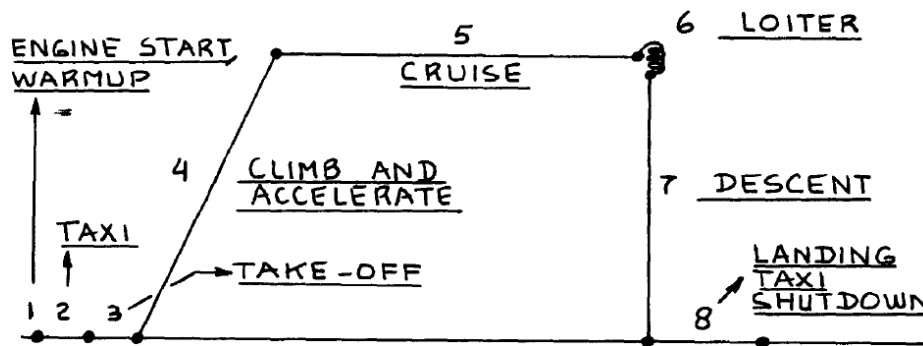 ENGINE START,
WARMUP
5
CRUISE
6 LOITER
4
CLIMB AND
ACCELERATE
7 DESCENT
TAXI
TAKE-OFF
1 2 3
8
LANDING
TAXI
SHUTDOWN